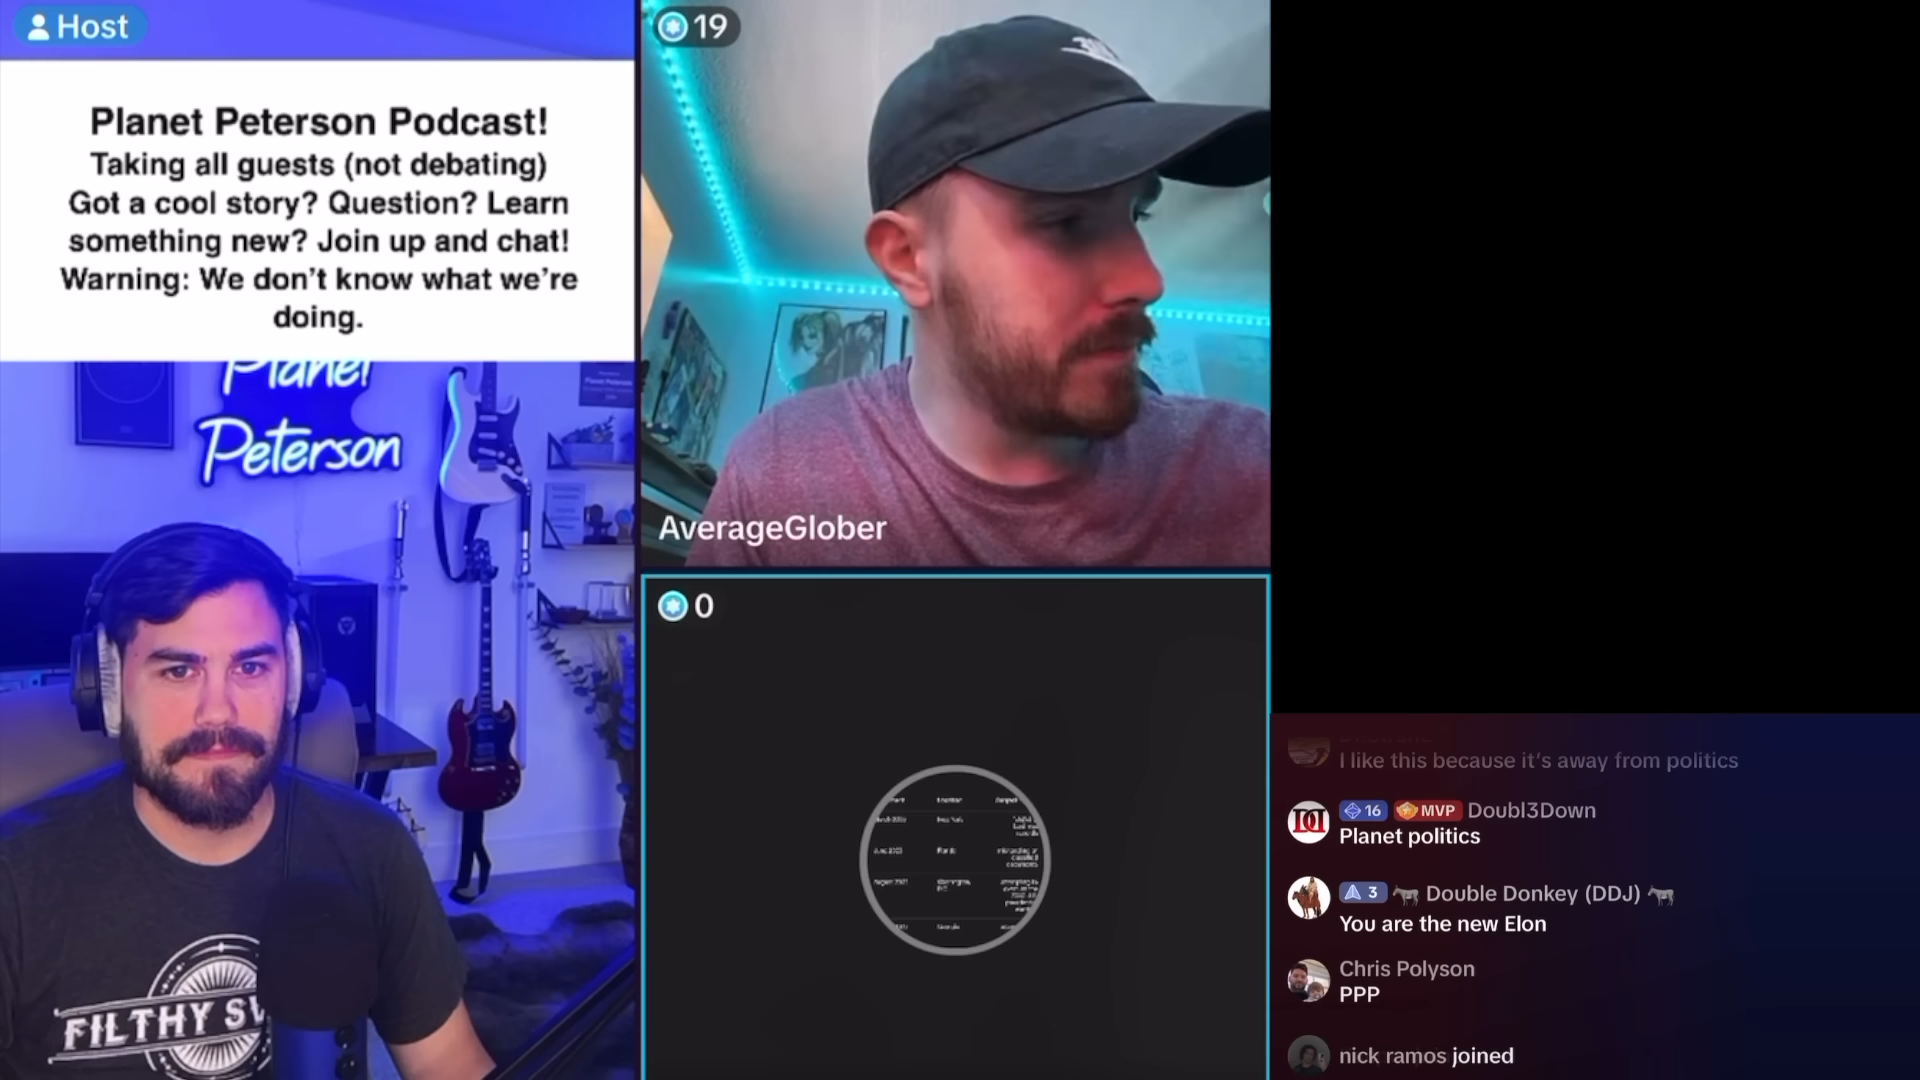 Host
Planet Peterson Podcast!
Taking all guests (not debating)
Got a cool story? Question? Learn
something new? Join up and chat!
Warning: We don't know what we're
doing.
Planet
Peterson
FILTHY
19
AverageGlober
0
I like this because it's away from politics
16 MVP Doubl3Down
Planet politics
3 Double Donkey (DDJ)
You are the new Elon
Chris Polyson
PPP
nick ramos joined